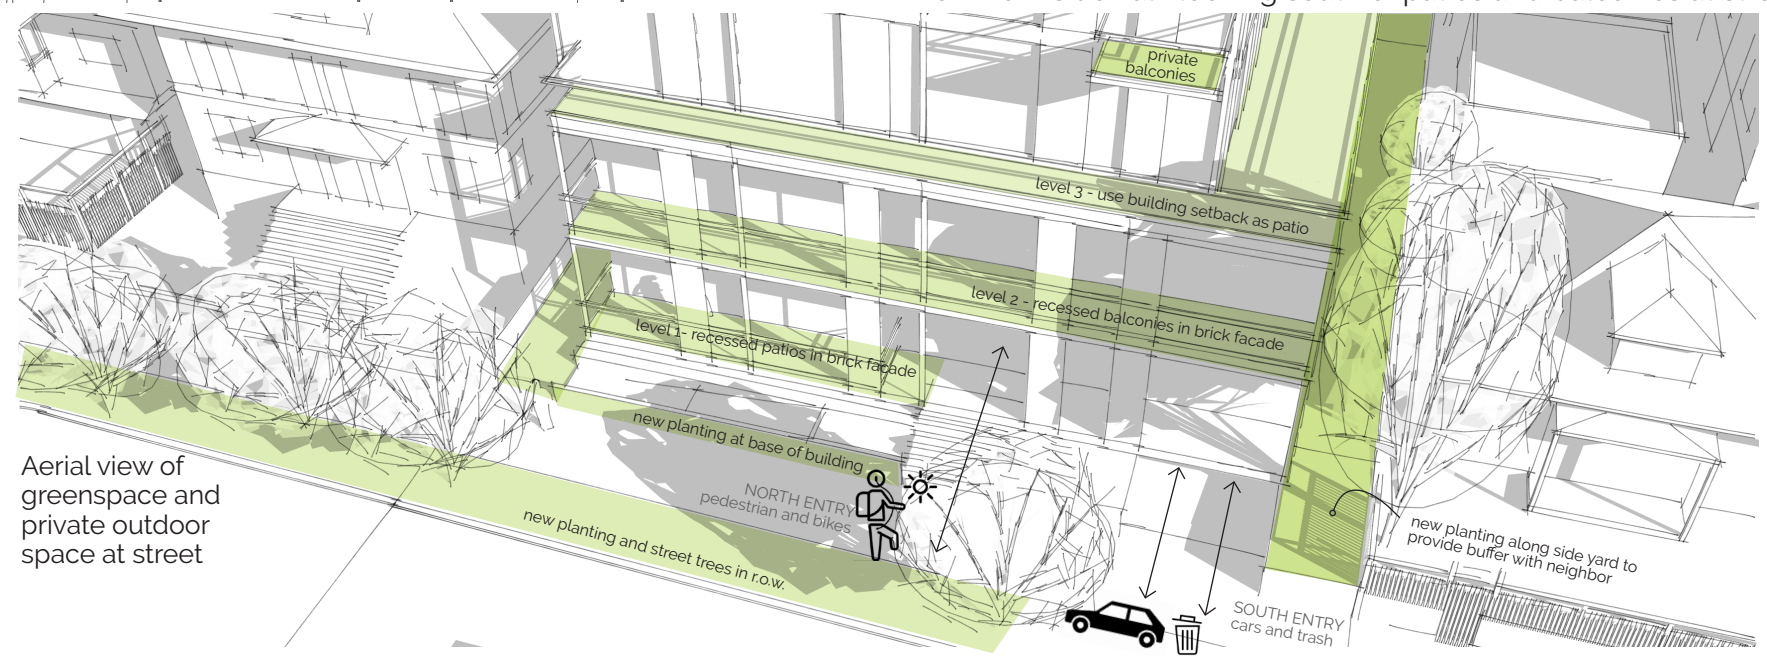 private
balconies
level 3 - use building setback as patio
level 2 - recessed balconies in brick facade
level 1- recessed patios in brick facade
new planting at base of building
NORTH ENTRY
pedestrian and bikes
new planting and street trees in r.o.w.
Aerial view of
greenspace and
private outdoor
space at street
new planting along side yard to
provide buffer with neighbor
SOUTH ENTRY
cars and trash